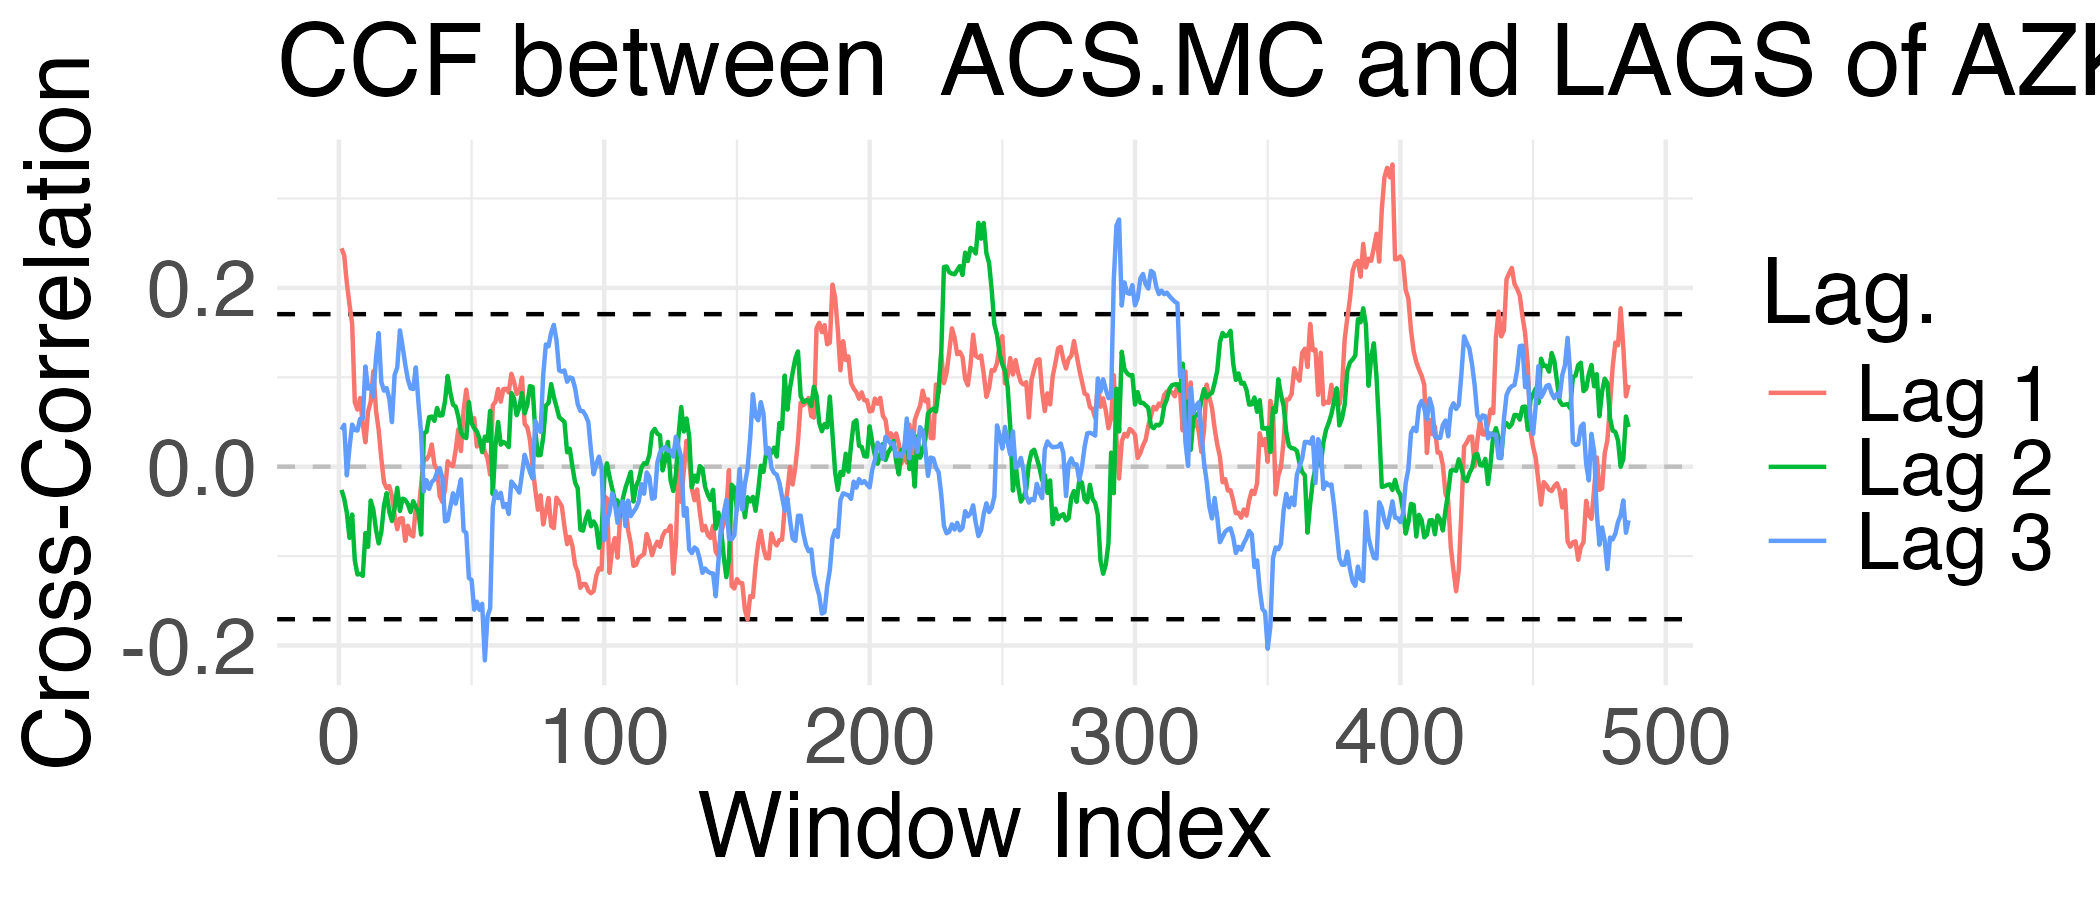 CCF between  ACS.MC and LAGS of AZ
Cross-Correlation
0.2
0.0
-0.2
0
100
200
300
400
500
Window Index
Lag.
Lag 1
Lag 2
Lag 3